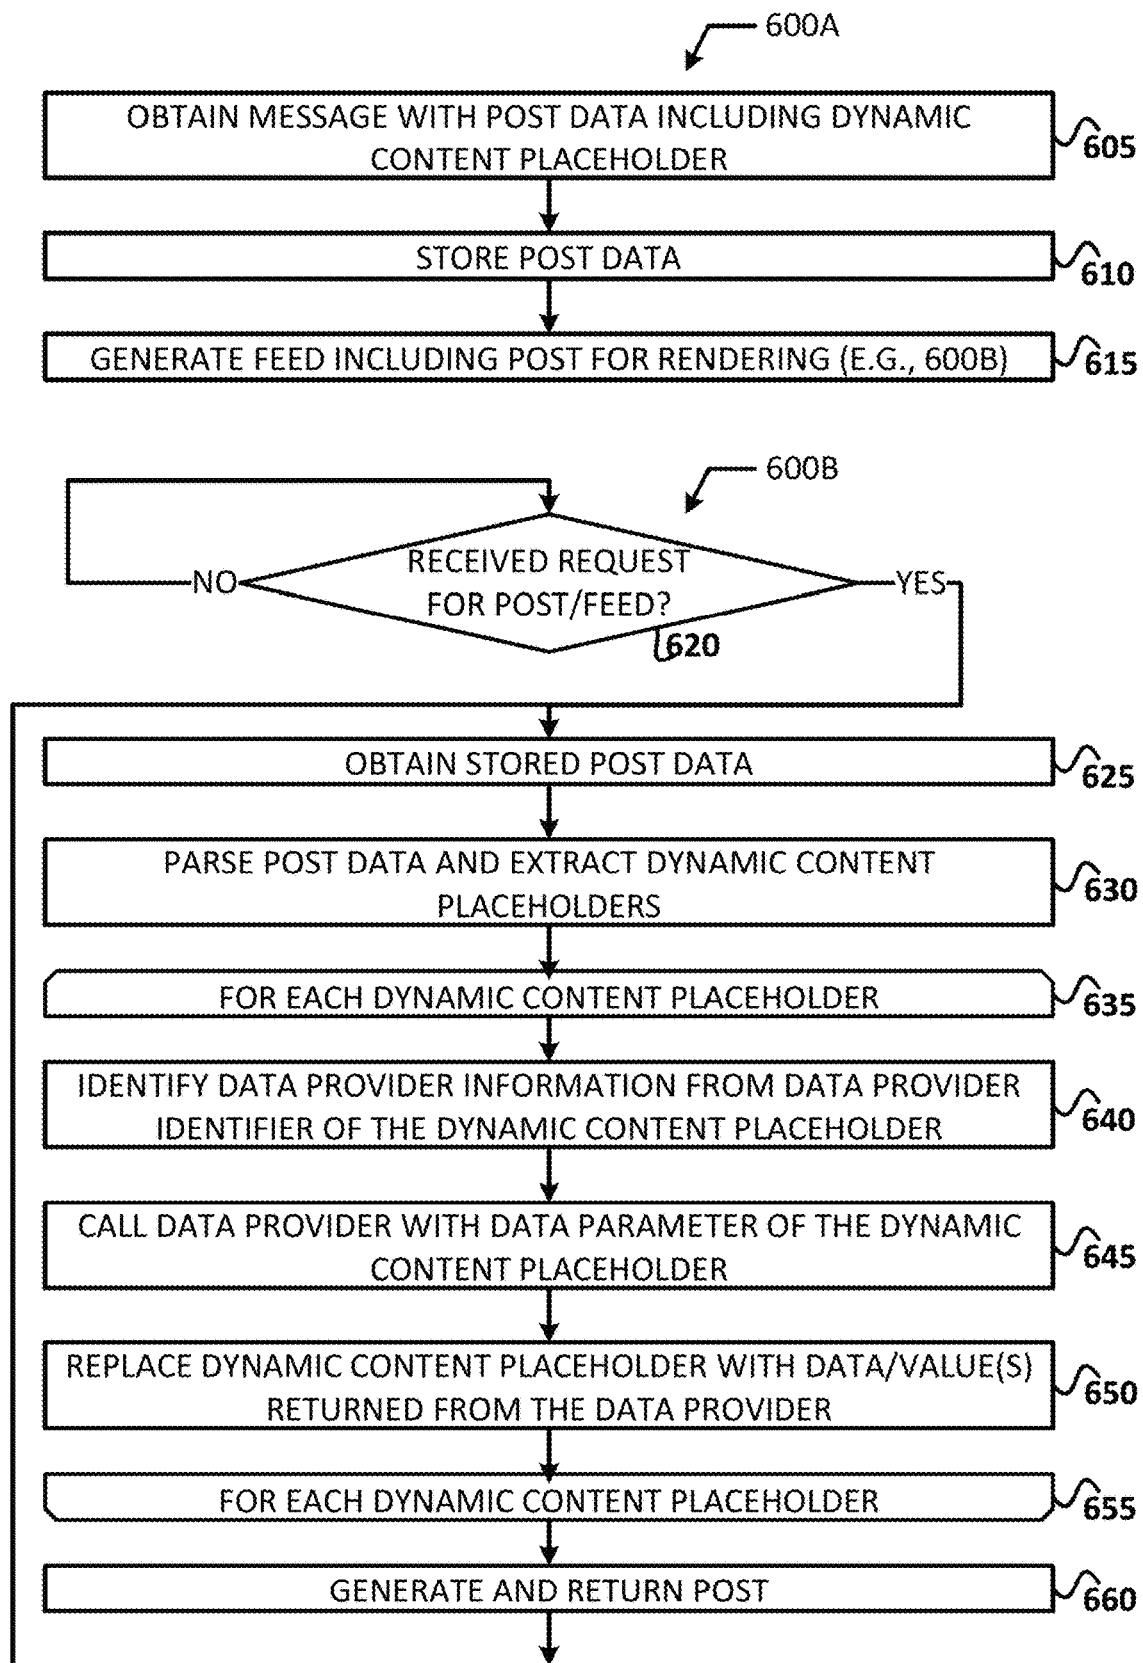 600A
OBTAIN MESSAGE WITH POST DATA INCLUDING DYNAMIC
CONTENT PLACEHOLDER
605
STORE POST DATA
610
GENERATE FEED INCLUDING POST FOR RENDERING (E.G., 600B)
615
600B
RECEIVED REQUEST
FOR POST/FEED?
NO
YES
620
OBTAIN STORED POST DATA
625
PARSE POST DATA AND EXTRACT DYNAMIC CONTENT
PLACEHOLDERS
630
FOR EACH DYNAMIC CONTENT PLACEHOLDER
635
IDENTIFY DATA PROVIDER INFORMATION FROM DATA PROVIDER
IDENTIFIER OF THE DYNAMIC CONTENT PLACEHOLDER
640
CALL DATA PROVIDER WITH DATA PARAMETER OF THE DYNAMIC
CONTENT PLACEHOLDER
645
REPLACE DYNAMIC CONTENT PLACEHOLDER WITH DATA/VALUE(S)
RETURNED FROM THE DATA PROVIDER
650
FOR EACH DYNAMIC CONTENT PLACEHOLDER
655
GENERATE AND RETURN POST
660